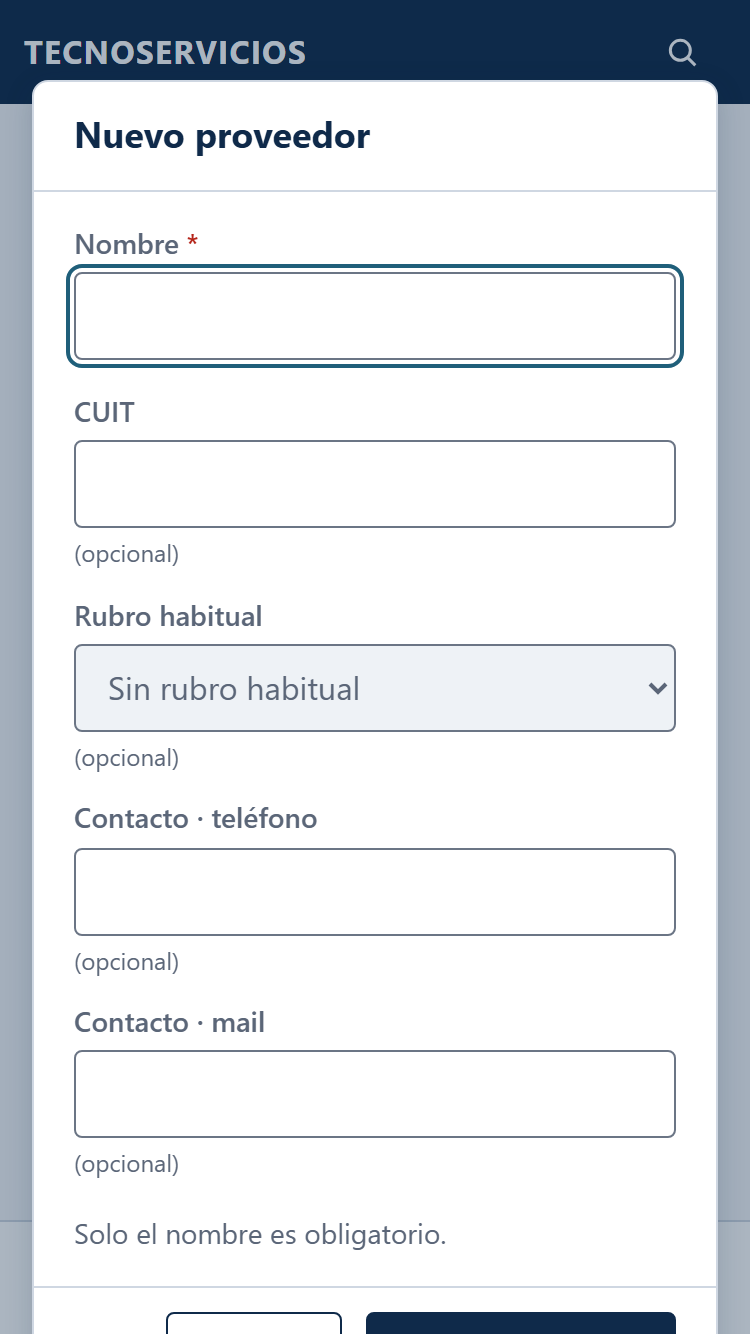 TECNOSERVICIOS
Nuevo proveedor
Nombre *
CUIT
(opcional)
Rubro habitual
Sin rubro habitual
(opcional)
Contacto · teléfono
(opcional)
Contacto · mail
(opcional)
Solo el nombre es obligatorio.